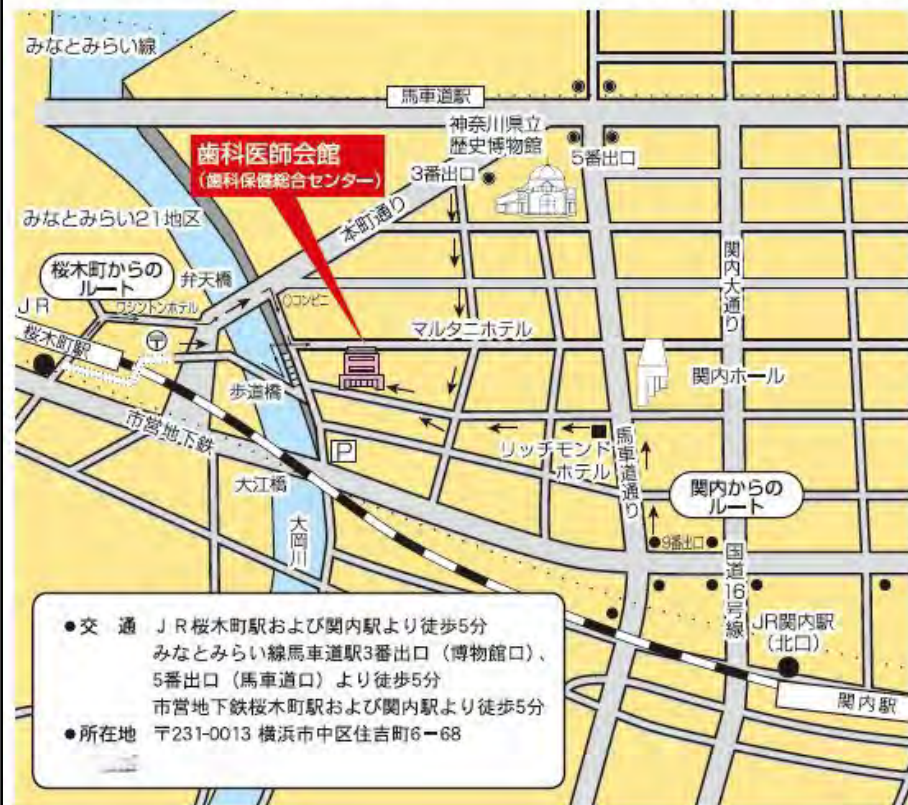 みなとみらい線
馬車道駅
神奈川県立
歴史博物館
5番出口
3番出口
歯科医師会館
(歯科保健総合センター)
みなとみらい21地区
本町通り
桜木町からの
ルート
弁天橋
コンビニ
関内大通り
JR
ワシントンホテル
桜木町駅
マルタニホテル
歩道橋
関内ホール
市営地下鉄
P
リッチモンド
ホテル
馬車道通り
大江橋
関内からの
ルート
大岡川
9番出口
国道16号線
JR関内駅
(北口)
関内駅
●交 通 JR桜木町駅および関内駅より徒歩5分
みなとみらい線馬車道駅3番出口(博物館口)、
5番出口(馬車道口)より徒歩5分
市営地下鉄桜木町駅および関内駅より徒歩5分
●所在地 〒231-0013 横浜市中区住吉町6-68